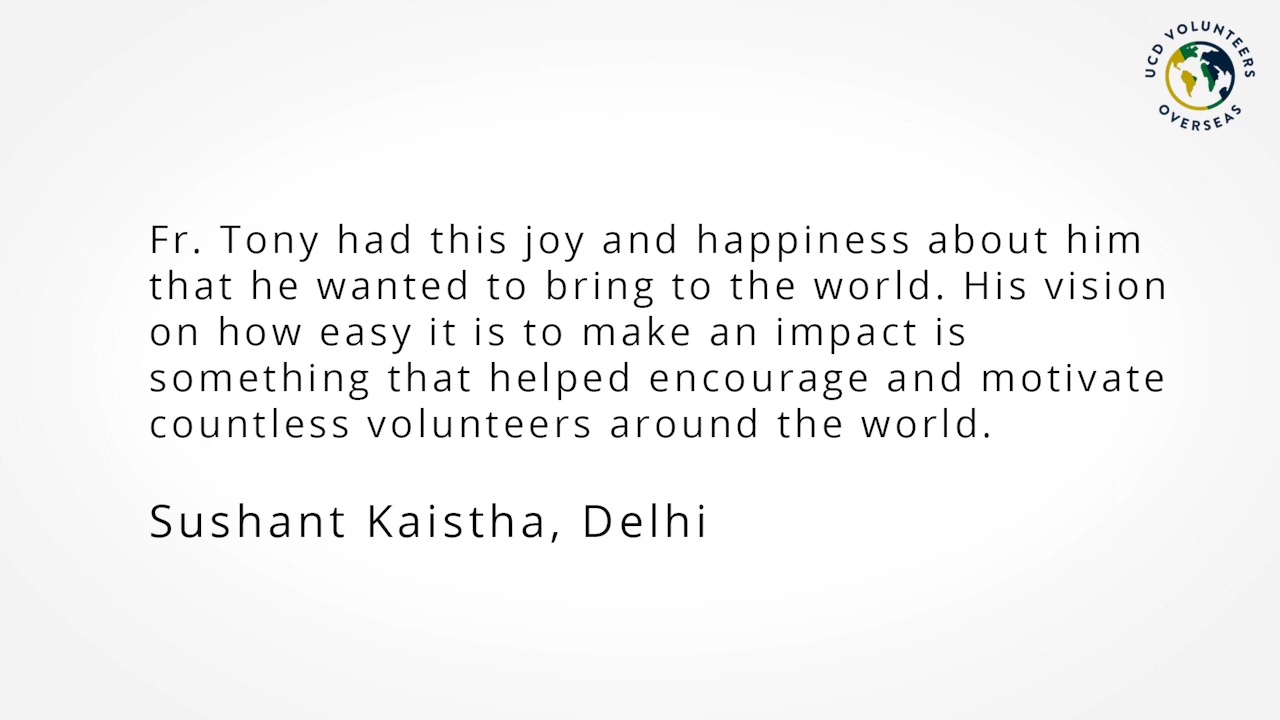 UCD VOLUNTEERS
OVERSEAS
Fr. Tony had this joy and happiness about him
that he wanted to bring to the world. His vision
on how easy it is to make an impact is
something that helped encourage and motivate
countless volunteers around the world.
Sushant Kaistha, Delhi